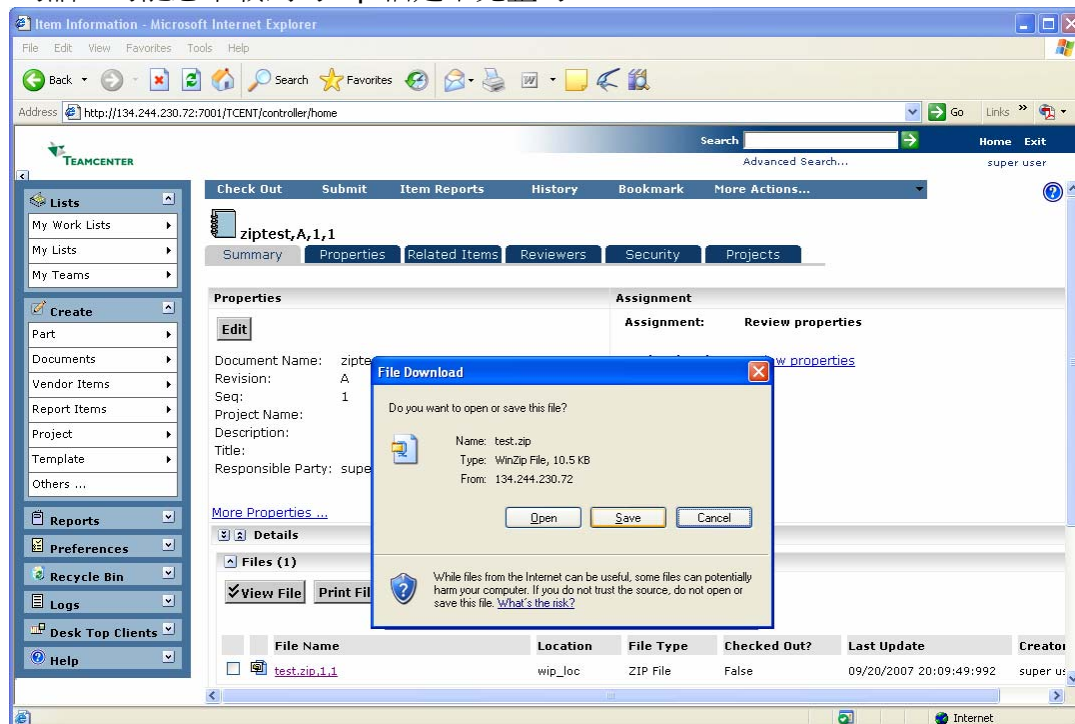 Item Information - Microsoft Internet Explorer
File Edit View Favorites Tools Help
Back Search Favorites
Address http://134.244.230.72:7001/TCENT/controller/home Go Links
TEAMCENTER
Search Home Exit
Advanced Search... super user
Check Out Submit Item Reports History Bookmark More Actions...
Lists
My Work Lists
My Lists
My Teams
Create
Part
Documents
Vendor Items
Report Items
Project
Template
Others ...
Reports
Preferences
Recycle Bin
Logs
Desk Top Clients
Help
ziptest,A,1,1
Summary Properties Related Items Reviewers Security Projects
Properties
Edit
Document Name: zipte
Revision: A
Seq: 1
Project Name:
Description:
Title:
Responsible Party: supe
More Properties ...
Assignment
Assignment: Review properties
w properties
File Download
Do you want to open or save this file?
Name: test.zip
Type: WinZip File, 10.5 KB
From: 134.244.230.72
Open Save Cancel
While files from the Internet can be useful, some files can potentially
harm your computer. If you do not trust the source, do not open or
save this file. What's the risk?
Details
Files (1)
View File Print Fil
File Name Location File Type Checked Out? Last Update Creator
test.zip,1,1 wip_loc ZIP File False 09/20/2007 20:09:49:992 super us
Internet